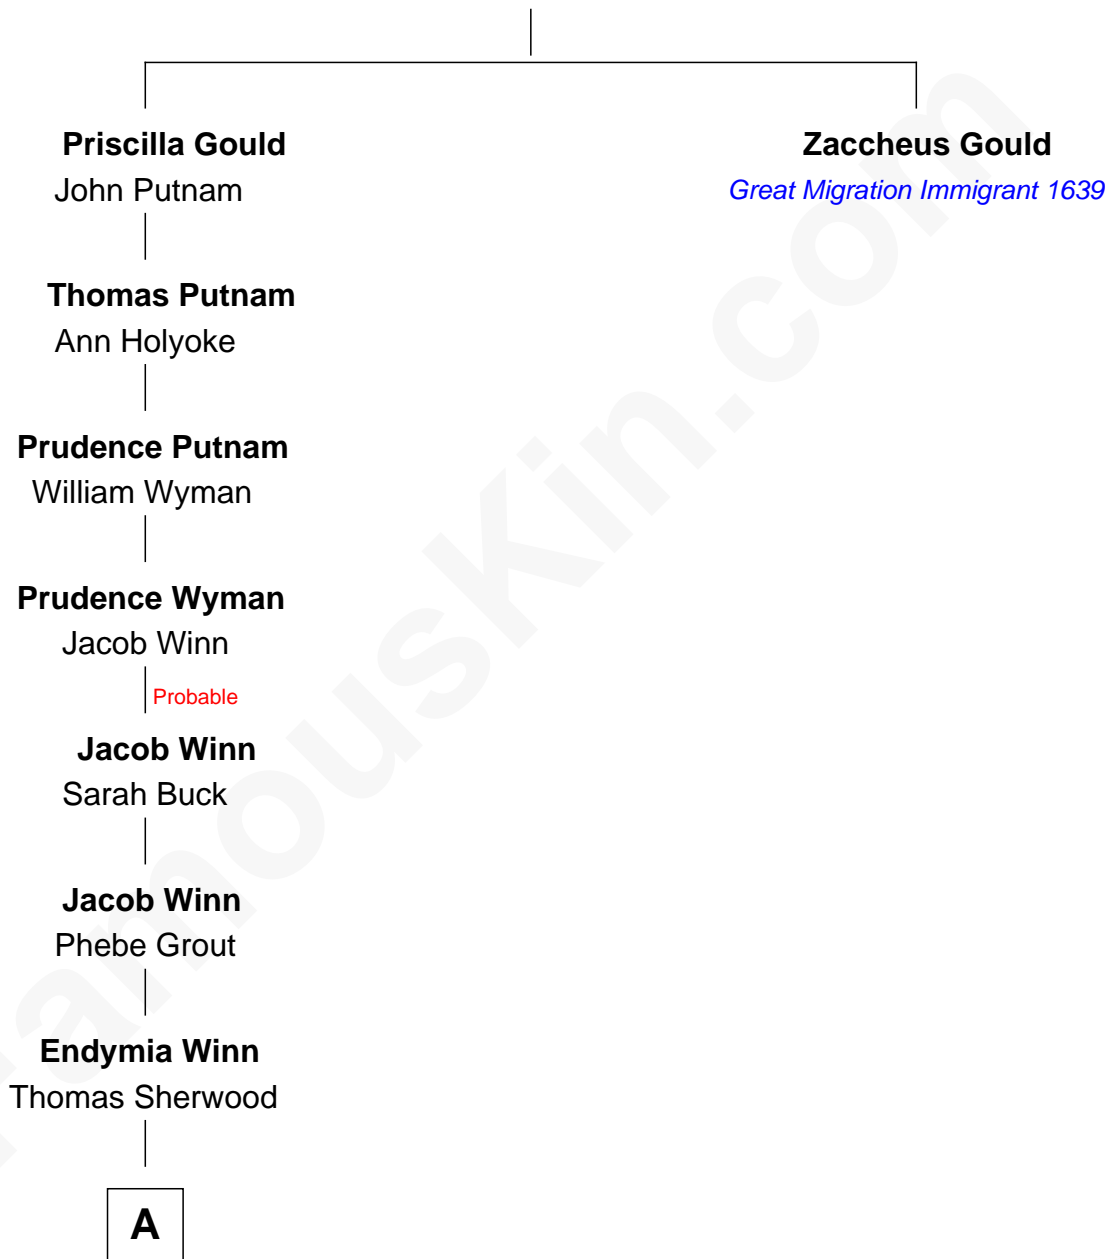 Priscilla Gould
John Putnam
Zaccheus Gould
Great Migration Immigrant 1639
Thomas Putnam
Ann Holyoke
Prudence Putnam
William Wyman
Prudence Wyman
Jacob Winn
Probable
Jacob Winn
Sarah Buck
Jacob Winn
Phebe Grout
Endymia Winn
Thomas Sherwood
A
FamousKin.com